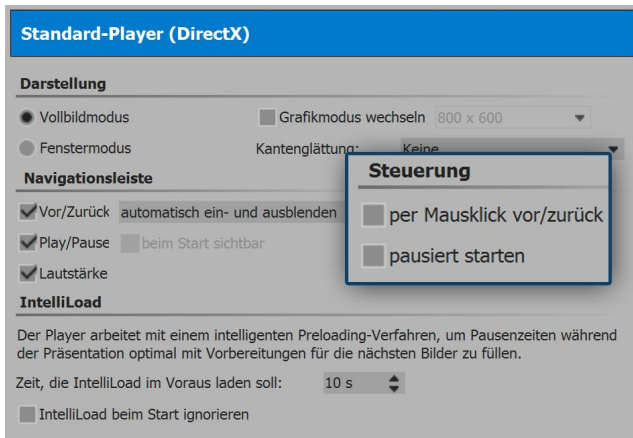 Standard-Player (DirectX)
Darstellung
Vollbildmodus
Grafikmodus wechseln 800 x 600
Fenstermodus
Kantenglättung: Keine
Navigationsleiste
Vor/Zurück automatisch ein- und ausblenden
Play/Pause beim Start sichtbar
Lautstärke
Steuerung
per Mausklick vor/zurück
pausiert starten
IntelliLoad
Der Player arbeitet mit einem intelligenten Preloading-Verfahren, um Pausenzeiten während
der Präsentation optimal mit Vorbereitungen für die nächsten Bilder zu füllen.
Zeit, die IntelliLoad im Voraus laden soll: 10 s
IntelliLoad beim Start ignorieren